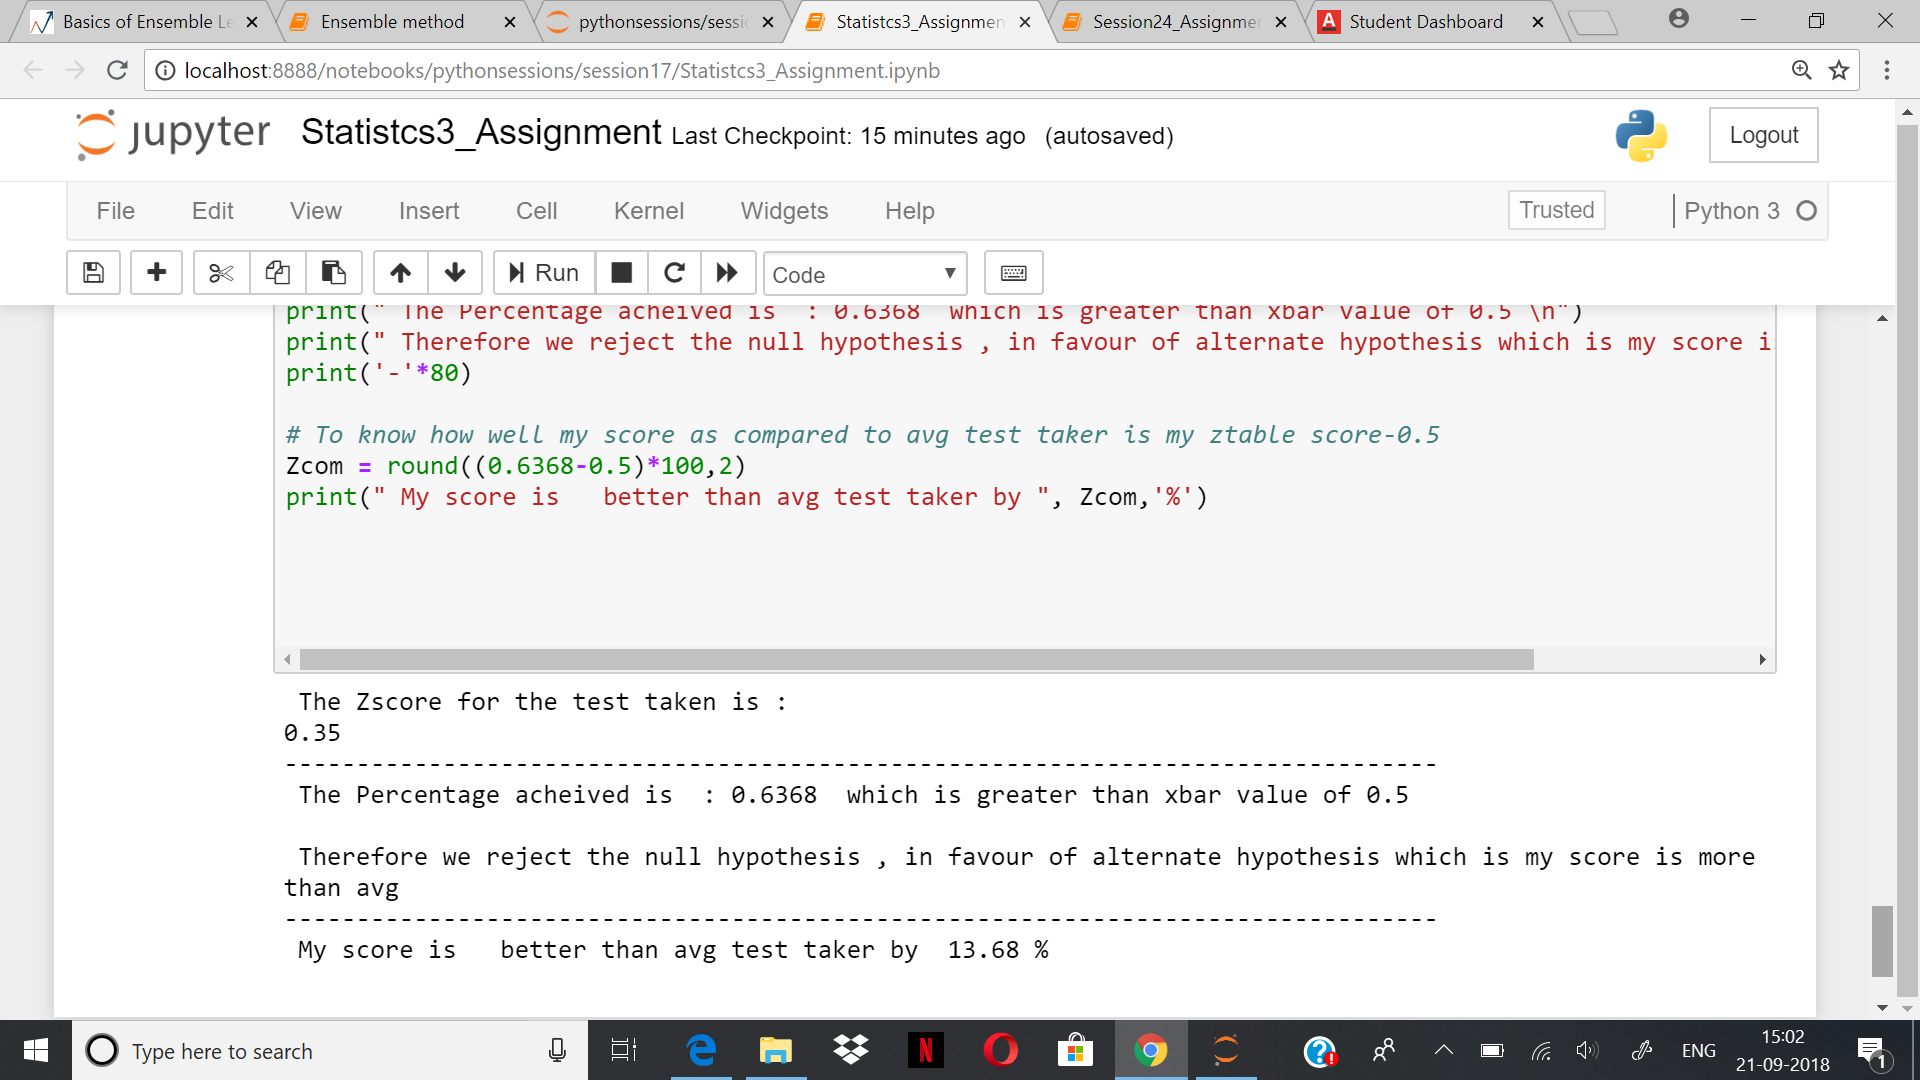 Basics of Ensemble Le
Ensemble method
pythonsessions/sessic
Statistcs3_Assignmen
Session24_Assignmer
A Student Dashboard
localhost:8888/notebooks/pythonsessions/session17/Statistcs3_Assignment.ipynb
jupyter Statistcs3_Assignment Last Checkpoint: 15 minutes ago (autosaved)
Logout
File Edit View Insert Cell Kernel Widgets Help
Trusted
Python 3
Run
Code
print(" The Percentage acheived is  : 0.6368  which is greater than xbar value of 0.5 \n")
print(" Therefore we reject the null hypothesis , in favour of alternate hypothesis which is my score i
print('-'*80)
# To know how well my score as compared to avg test taker is my ztable score-0.5
Zcom = round((0.6368-0.5)*100,2)
print(" My score is   better than avg test taker by ", Zcom,'%')
The Zscore for the test taken is :
0.35
--------------------------------------------------------------------------------
The Percentage acheived is  : 0.6368  which is greater than xbar value of 0.5
Therefore we reject the null hypothesis , in favour of alternate hypothesis which is my score is more
than avg
--------------------------------------------------------------------------------
My score is   better than avg test taker by  13.68 %
Type here to search
N
ENG
15:02
21-09-2018
1